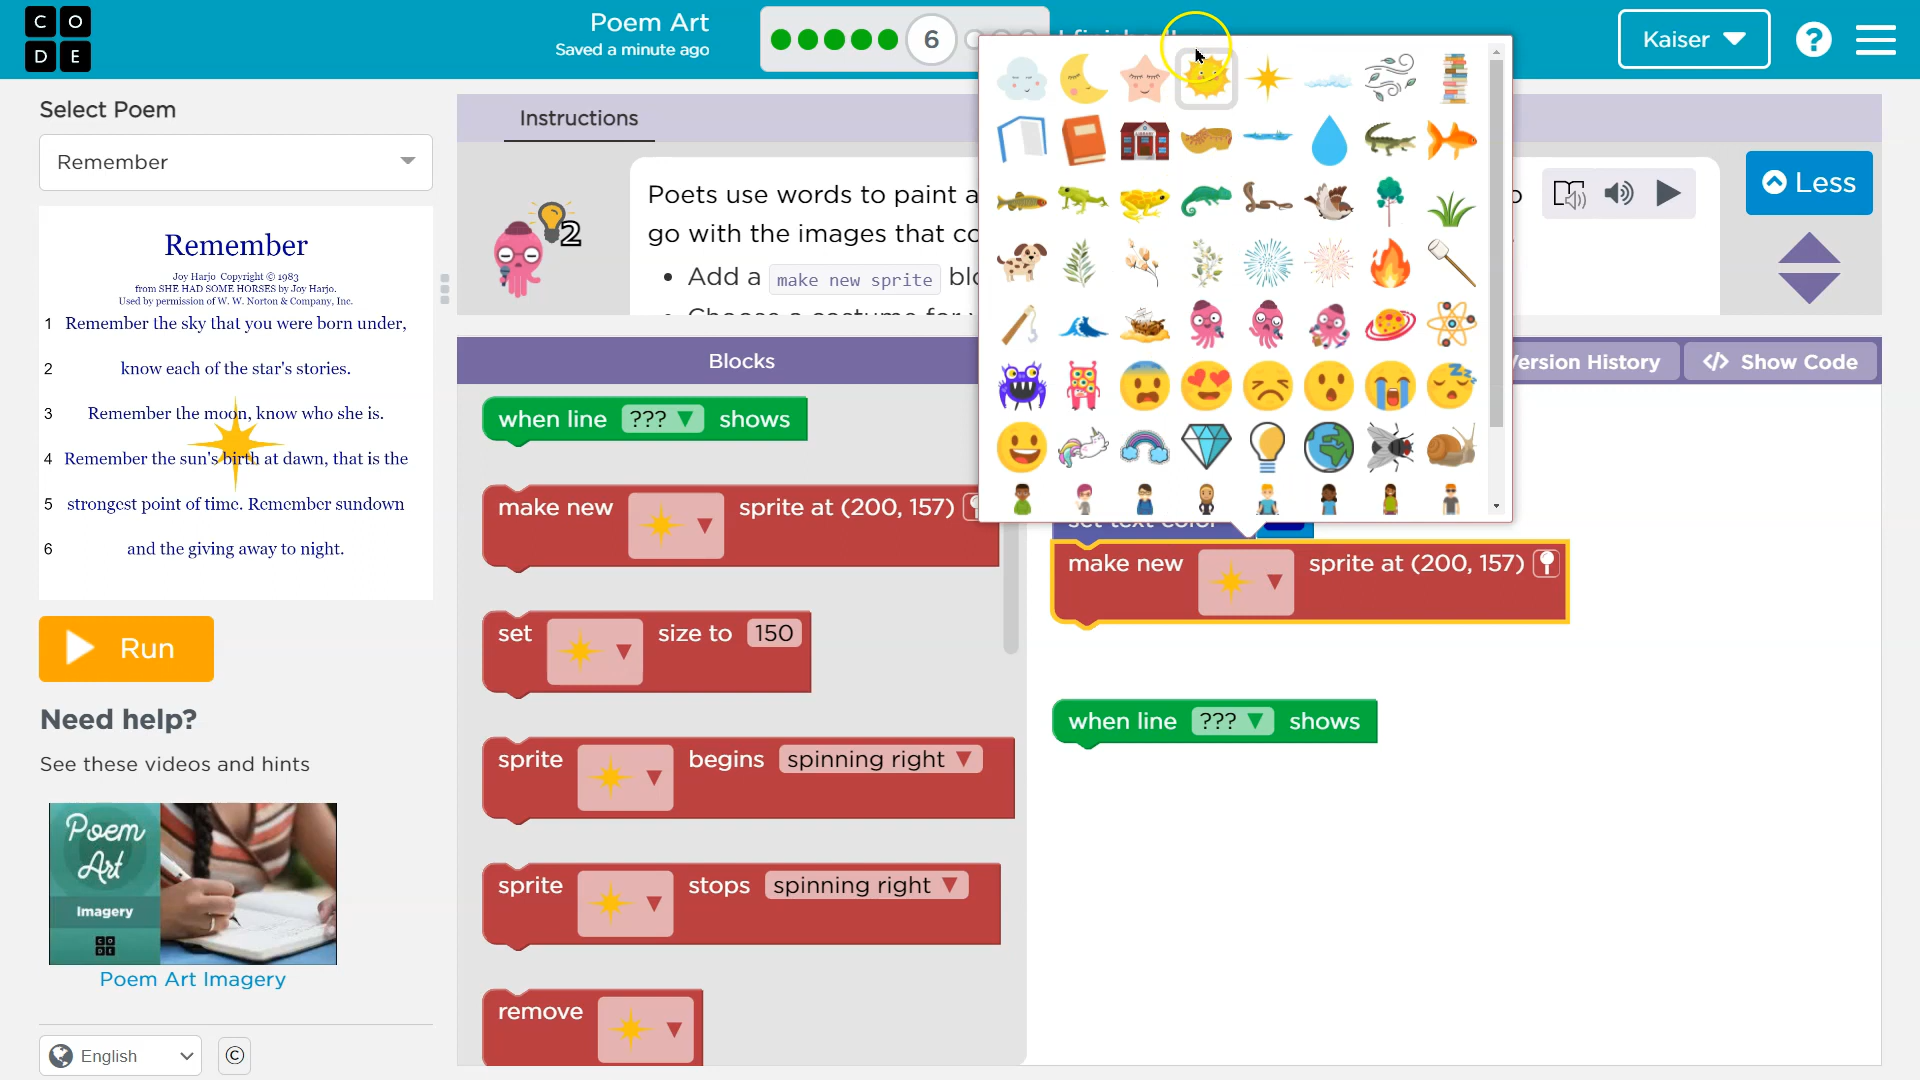 C O
D E
Poem Art
Saved a minute ago
6
Kaiser
?
Select Poem
Remember
Remember
Joy Harjo Copyright © 1983
from SHE HAD SOME HORSES by Joy Harjo.
Used by permission of W. W. Norton & Company, Inc.
1 Remember the sky that you were born under,
2 know each of the star's stories.
3 Remember the moon, know who she is.
4 Remember the sun's birth at dawn, that is the
5 strongest point of time. Remember sundown
6 and the giving away to night.
Run
Need help?
See these videos and hints
Poem
Art
Imagery
C O
D E
Poem Art Imagery
English
©
Instructions
2
Poets use words to paint a
go with the images that
Add a make new sprite
Less
Blocks
Version History
Show Code
when line ??? shows
make new sprite at (200, 157)
set size to 150
sprite begins spinning right
sprite stops spinning right
remove
set text color
make new sprite at (200, 157)
when line ??? shows